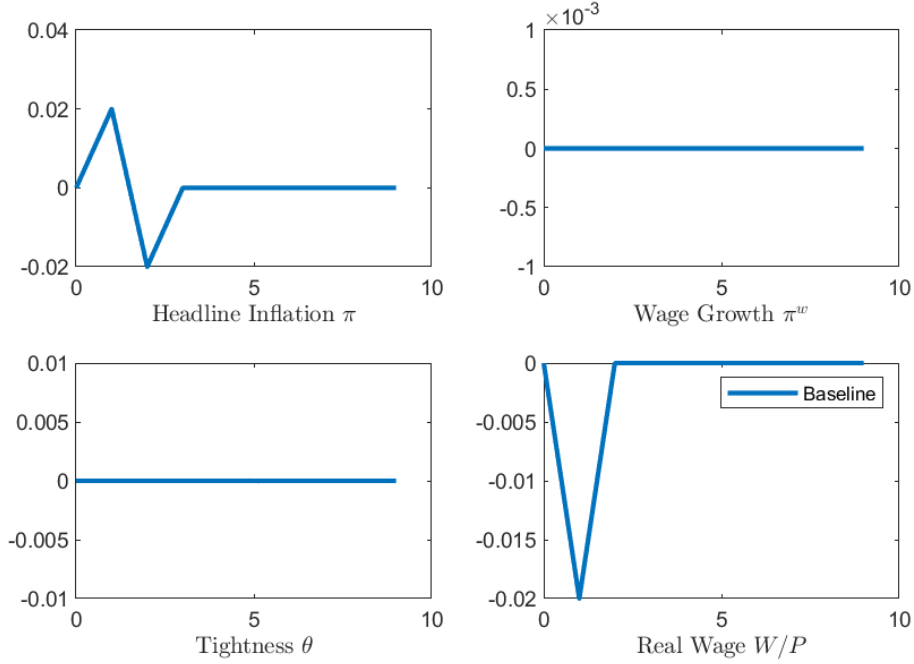 0.04
0.02
0
-0.02
0 5 10
Headline Inflation π
1 ×10⁻³
0.5
0
-0.5
-1
0 5 10
Wage Growth πʷ
0.01
0.005
0
-0.005
-0.01
0 5 10
Tightness θ
0
-0.005
-0.01
-0.015
-0.02
0 5 10
Real Wage W/P
Baseline